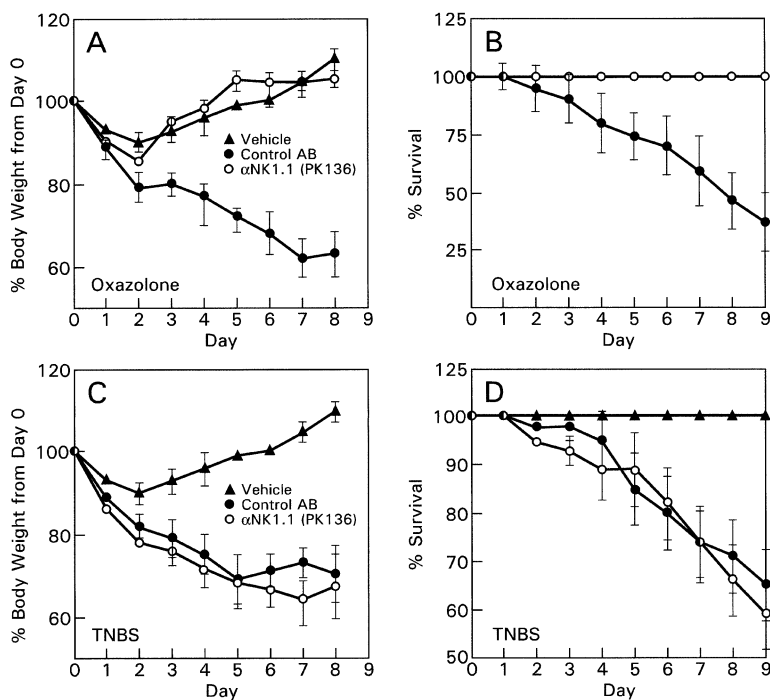 A
120
100
80
60
% Body Weight from Day 0
▲ Vehicle
● Control AB
○ αNK1.1 (PK136)
Oxazolone
0 1 2 3 4 5 6 7 8 9
Day
B
125
100
75
50
25
% Survival
Oxazolone
0 1 2 3 4 5 6 7 8 9
Day
C
120
100
80
60
% Body Weight from Day 0
▲ Vehicle
● Control AB
○ αNK1.1 (PK136)
TNBS
0 1 2 3 4 5 6 7 8 9
Day
D
125
100
90
80
70
60
50
% Survival
TNBS
0 1 2 3 4 5 6 7 8 9
Day